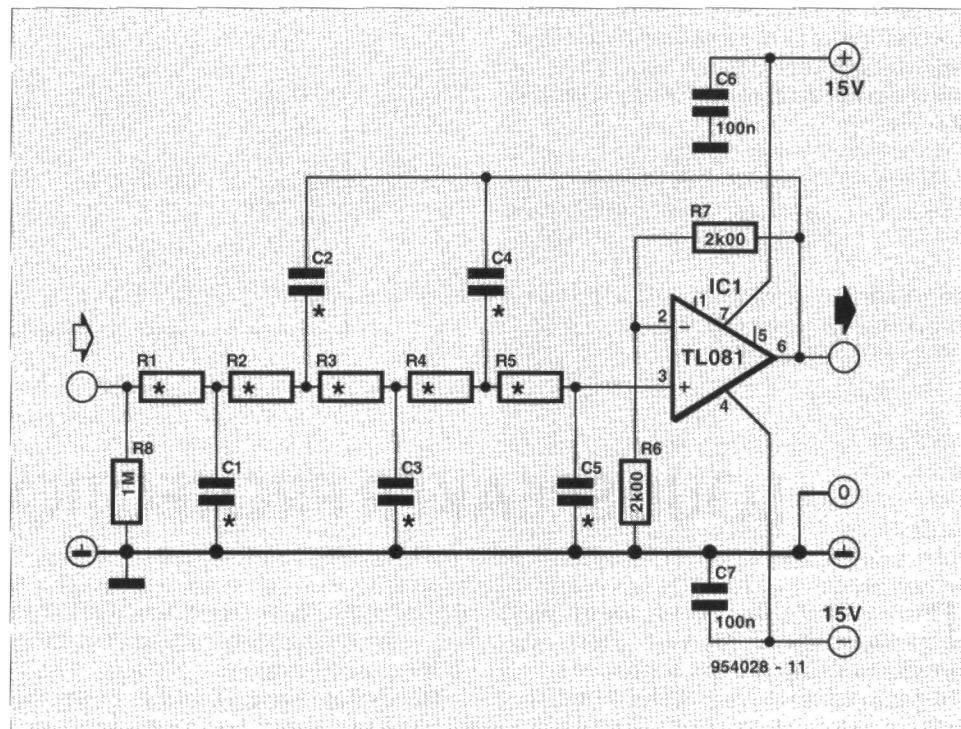 +
15V
C6
100n
R7
2k00
C2
*
C4
*
IC1
1
7
5
2
−
TL081
6
3
+
4
R1
*
R2
*
R3
*
R4
*
R5
*
R8
1M
C1
*
C3
*
C5
*
R6
2k00
0
C7
100n
15V
−
954028 - 11